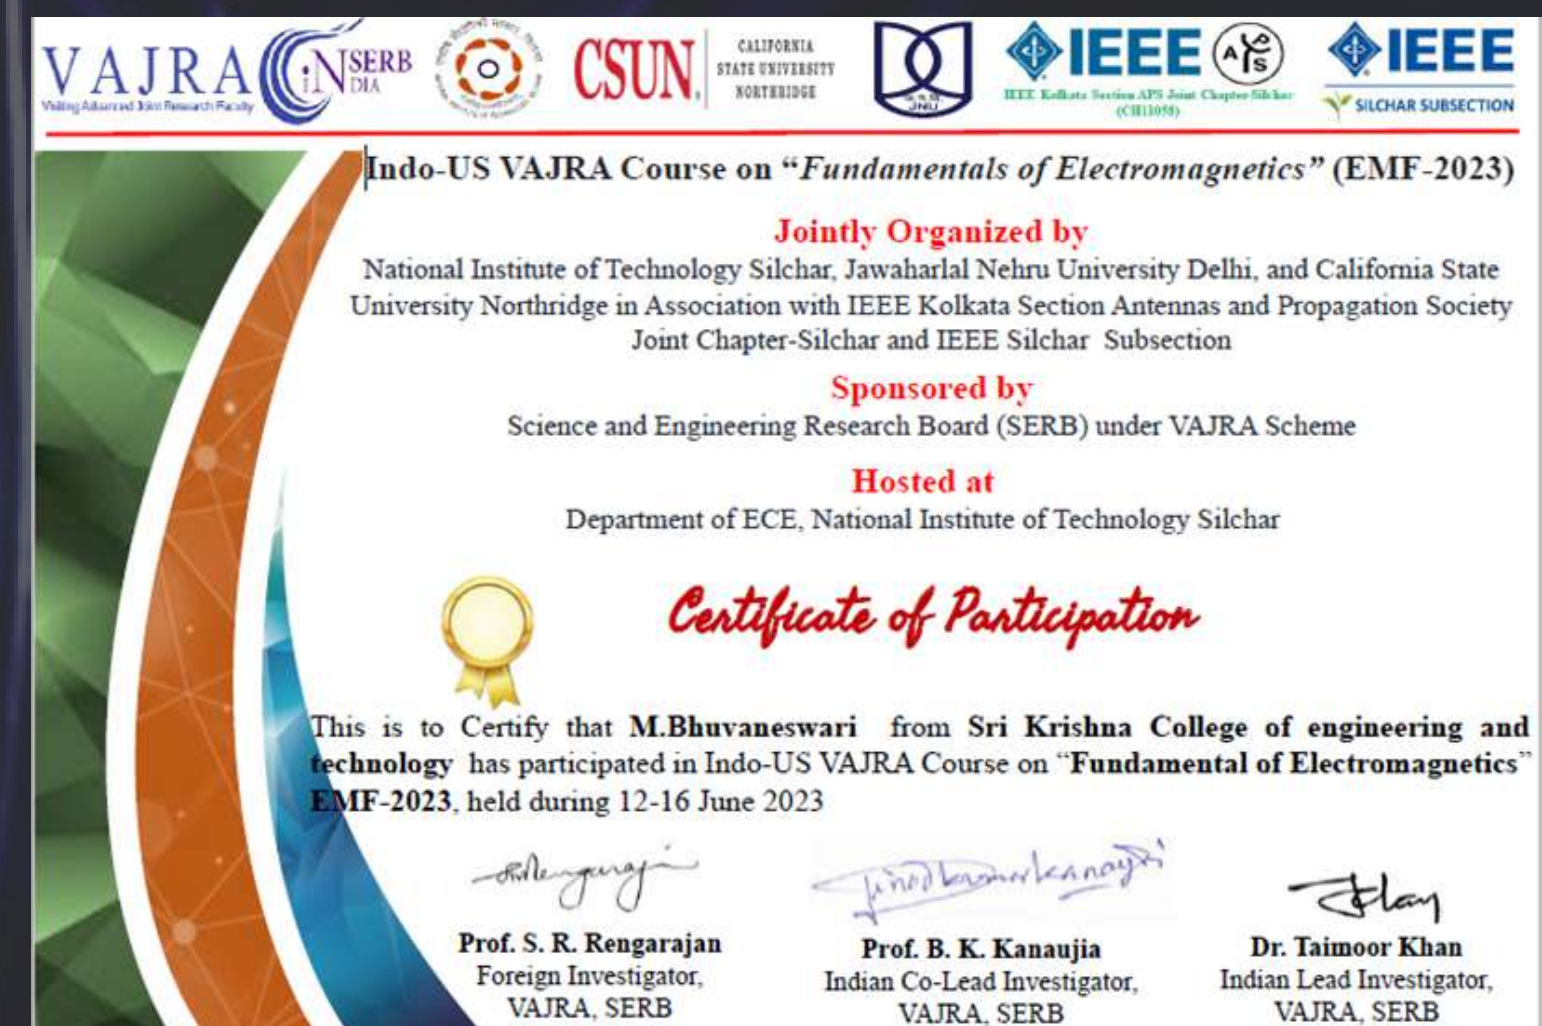 VAJRA
Visiting Advanced Joint Research Faculty
iN SERB
DIA
CSUN.
CALIFORNIA
STATE UNIVERSITY
NORTHRIDGE
JNU
IEEE
APS
IEEE Kolkata Section APS Joint Chapter-Silchar
(CH11058)
IEEE
SILCHAR SUBSECTION
Indo-US VAJRA Course on “Fundamentals of Electromagnetics” (EMF-2023)
Jointly Organized by
National Institute of Technology Silchar, Jawaharlal Nehru University Delhi, and California State
University Northridge in Association with IEEE Kolkata Section Antennas and Propagation Society
Joint Chapter-Silchar and IEEE Silchar Subsection
Sponsored by
Science and Engineering Research Board (SERB) under VAJRA Scheme
Hosted at
Department of ECE, National Institute of Technology Silchar
Certificate of Participation
This is to Certify that M.Bhuvaneswari from Sri Krishna College of engineering and
technology has participated in Indo-US VAJRA Course on “Fundamental of Electromagnetics”
EMF-2023, held during 12-16 June 2023
Prof. S. R. Rengarajan
Foreign Investigator,
VAJRA, SERB
Prof. B. K. Kanaujia
Indian Co-Lead Investigator,
VAJRA, SERB
Dr. Taimoor Khan
Indian Lead Investigator,
VAJRA, SERB